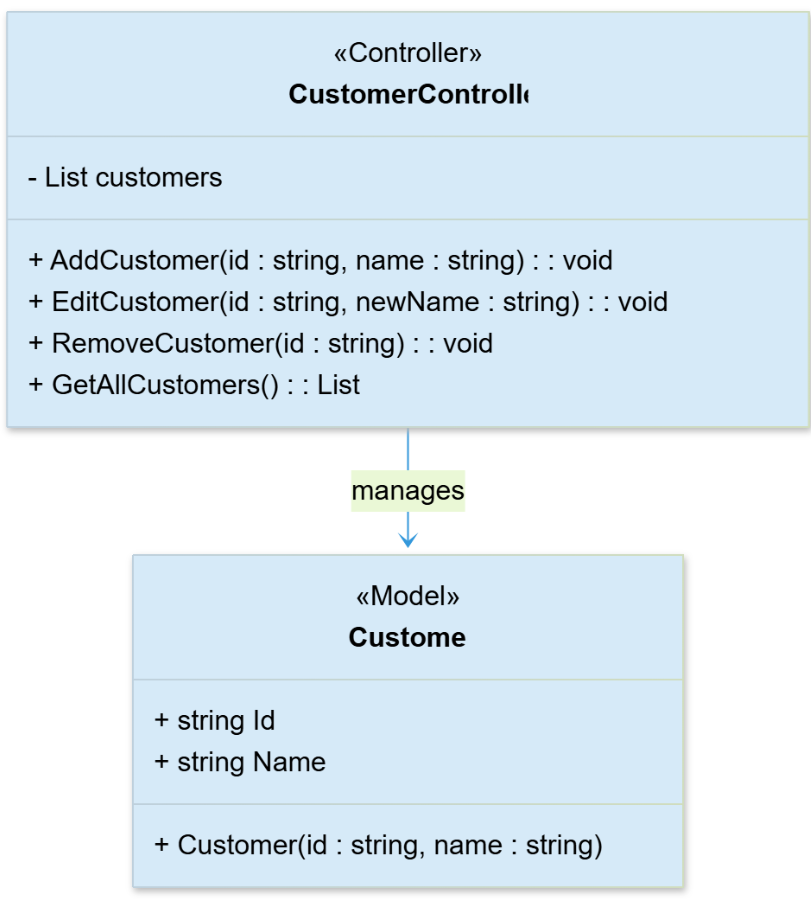 «Controller»
CustomerControlle
- List customers
+ AddCustomer(id : string, name : string) : : void
+ EditCustomer(id : string, newName : string) : : void
+ RemoveCustomer(id : string) : : void
+ GetAllCustomers() : : List
manages
«Model»
Custome
+ string Id
+ string Name
+ Customer(id : string, name : string)